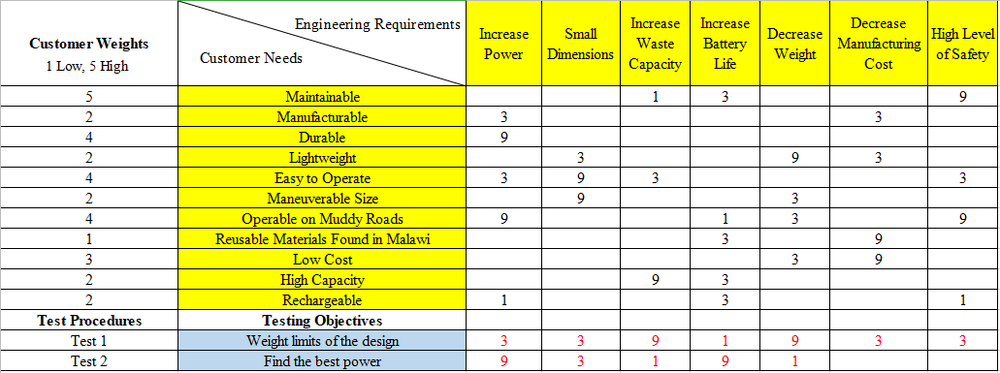 Customer Weights
1 Low, 5 High
Engineering Requirements
Customer Needs
Increase Power
Small Dimensions
Increase Waste Capacity
Increase Battery Life
Decrease Weight
Decrease Manufacturing Cost
High Level of Safety
5 Maintainable 1 3 9
2 Manufacturable 3 3
4 Durable 9
2 Lightweight 3 9 3
4 Easy to Operate 3 9 3 3
2 Maneuverable Size 9 3
4 Operable on Muddy Roads 9 1 3 9
1 Reusable Materials Found in Malawi 3 9
3 Low Cost 3 9
2 High Capacity 9 3
2 Rechargeable 1 3 1
Test Procedures Testing Objectives
Test 1 Weight limits of the design 3 3 9 1 9 3 3
Test 2 Find the best power 9 3 1 9 1